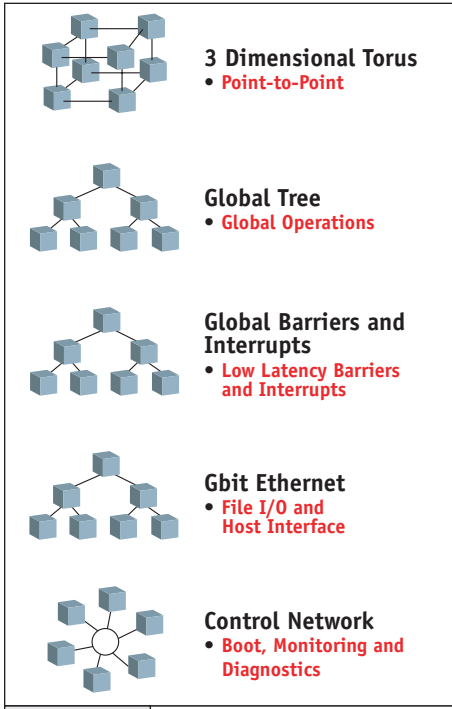 3 Dimensional Torus
• Point-to-Point
Global Tree
• Global Operations
Global Barriers and
Interrupts
• Low Latency Barriers
and Interrupts
Gbit Ethernet
• File I/O and
Host Interface
Control Network
• Boot, Monitoring and
Diagnostics